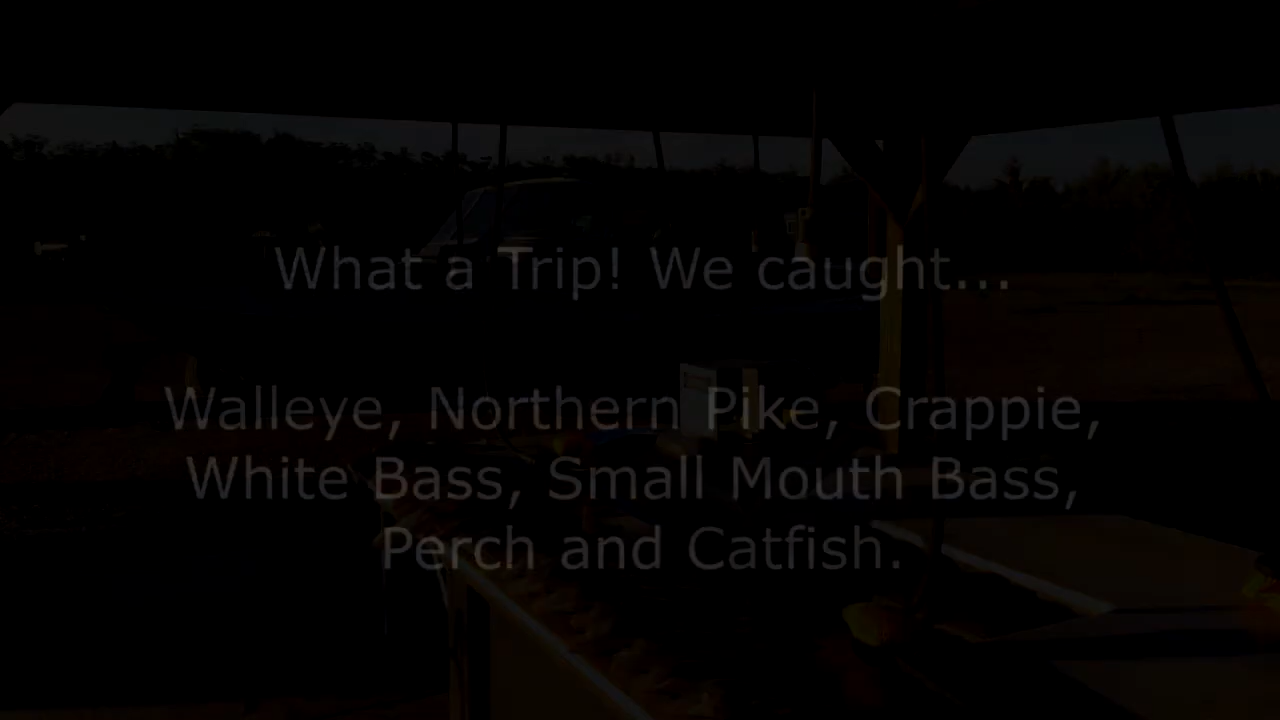 What a Trip! We caught...
Walleye, Northern Pike, Crappie,
White Bass, Small Mouth Bass,
Perch and Catfish.